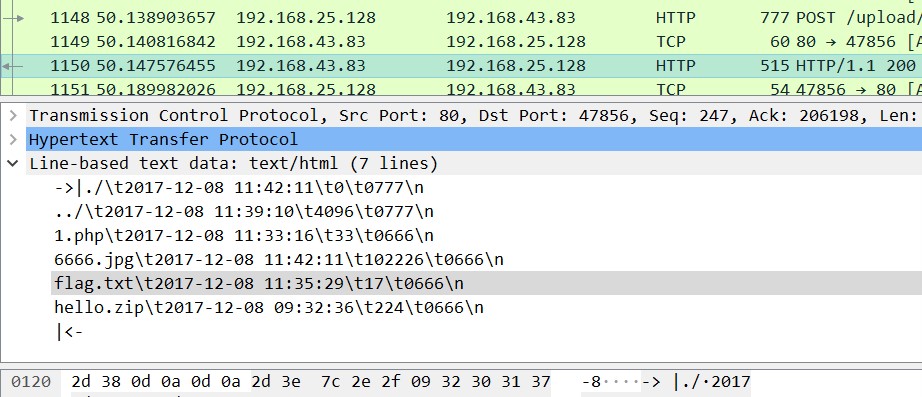 1148 50.138903657 192.168.25.128 192.168.43.83 HTTP 777 POST /upload/
1149 50.140816842 192.168.43.83 192.168.25.128 TCP 60 80 → 47856 [A
1150 50.147576455 192.168.43.83 192.168.25.128 HTTP 515 HTTP/1.1 200
1151 50.189982026 192.168.25.128 192.168.43.83 TCP 54 47856 → 80 [A
Transmission Control Protocol, Src Port: 80, Dst Port: 47856, Seq: 247, Ack: 206198, Len:
Hypertext Transfer Protocol
Line-based text data: text/html (7 lines)
->|./\t2017-12-08 11:42:11\t0\t0777\n
../\t2017-12-08 11:39:10\t4096\t0777\n
1.php\t2017-12-08 11:33:16\t33\t0666\n
6666.jpg\t2017-12-08 11:42:11\t102226\t0666\n
flag.txt\t2017-12-08 11:35:29\t17\t0666\n
hello.zip\t2017-12-08 09:32:36\t224\t0666\n
|<-
0120 2d 38 0d 0a 0d 0a 2d 3e 7c 2e 2f 09 32 30 31 37 -8····-> |./·2017